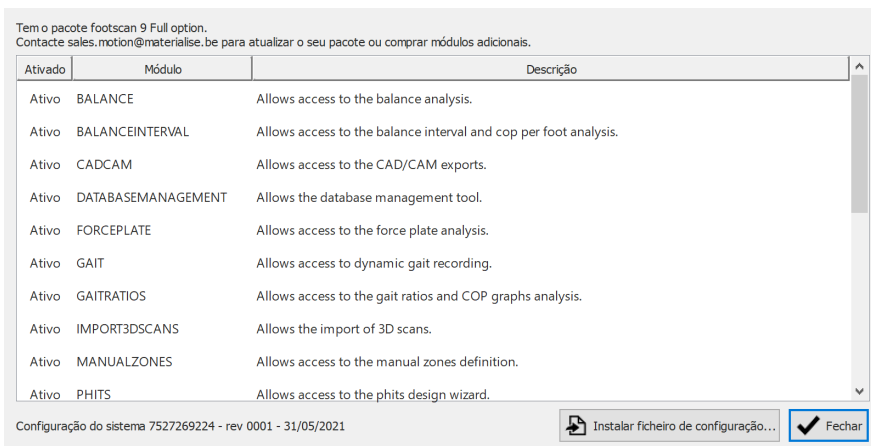 Tem o pacote footscan 9 Full option.
Contacte sales.motion@materialise.be para atualizar o seu pacote ou comprar módulos adicionais.
Ativado Módulo Descrição
Ativo BALANCE Allows access to the balance analysis.
Ativo BALANCEINTERVAL Allows access to the balance interval and cop per foot analysis.
Ativo CADCAM Allows access to the CAD/CAM exports.
Ativo DATABASEMANAGEMENT Allows the database management tool.
Ativo FORCEPLATE Allows access to the force plate analysis.
Ativo GAIT Allows access to dynamic gait recording.
Ativo GAITRATIOS Allows access to the gait ratios and COP graphs analysis.
Ativo IMPORT3DSCANS Allows the import of 3D scans.
Ativo MANUALZONES Allows access to the manual zones definition.
Ativo PHITS Allows access to the phits design wizard.
Configuração do sistema 7527269224 - rev 0001 - 31/05/2021 Instalar ficheiro de configuração... Fechar